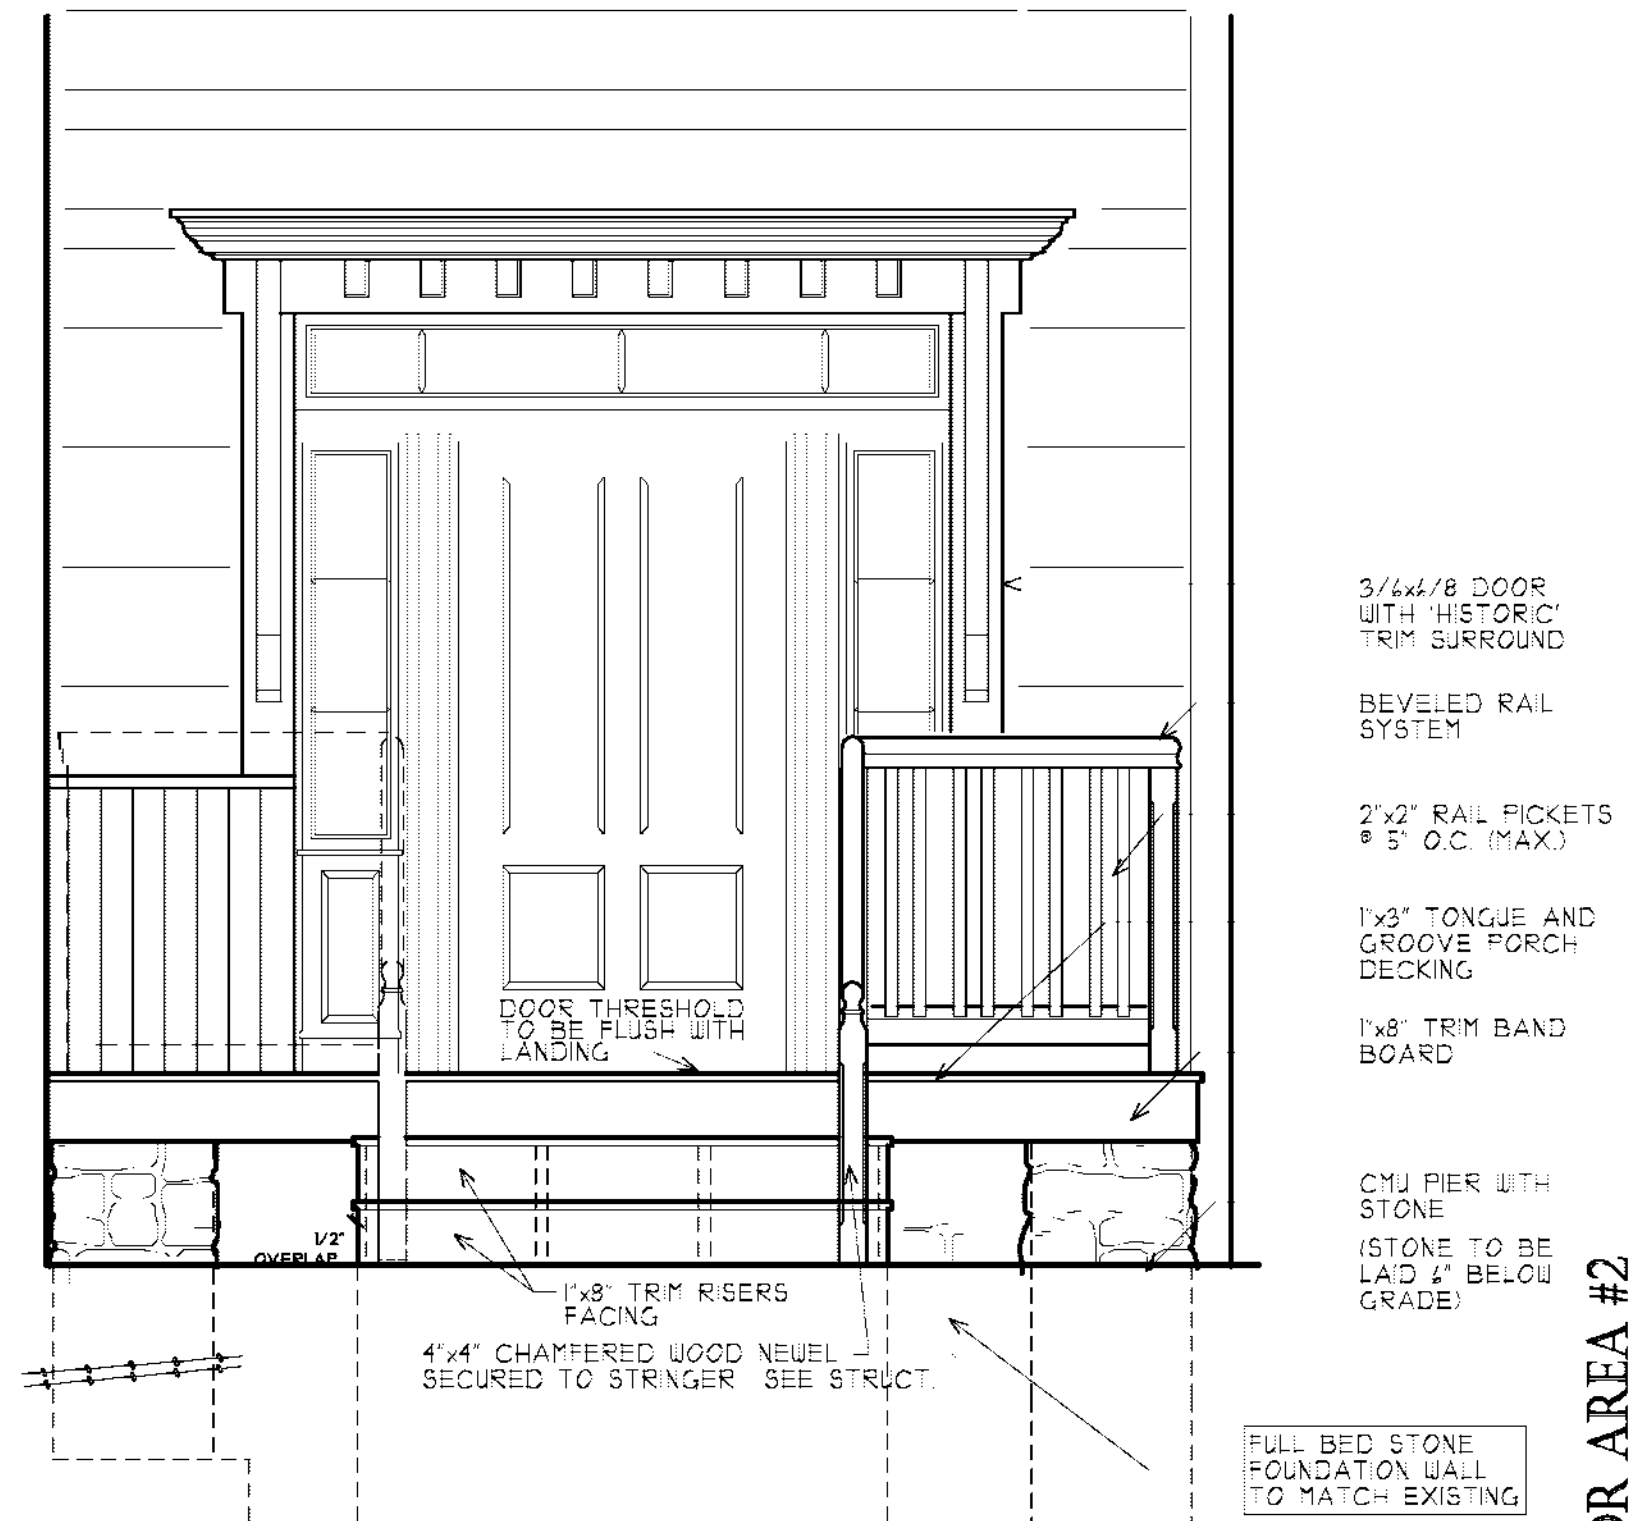 3/6x6/8 DOOR
WITH 'HISTORIC'
TRIM SURROUND
BEVELED RAIL
SYSTEM
2"x2" RAIL PICKETS
@ 5" O.C. (MAX.)
1"x3" TONGUE AND
GROOVE PORCH
DECKING
DOOR THRESHOLD
TO BE FLUSH WITH
LANDING
1"x8" TRIM BAND
BOARD
CMU PIER WITH
STONE
(STONE TO BE
LAID 6" BELOW
GRADE)
1/2"
OVERLAP
1"x8" TRIM RISERS
FACING
4"x4" CHAMFERED WOOD NEWEL
SECURED TO STRINGER SEE STRUCT.
FULL BED STONE
FOUNDATION WALL
TO MATCH EXISTING
OR AREA #2